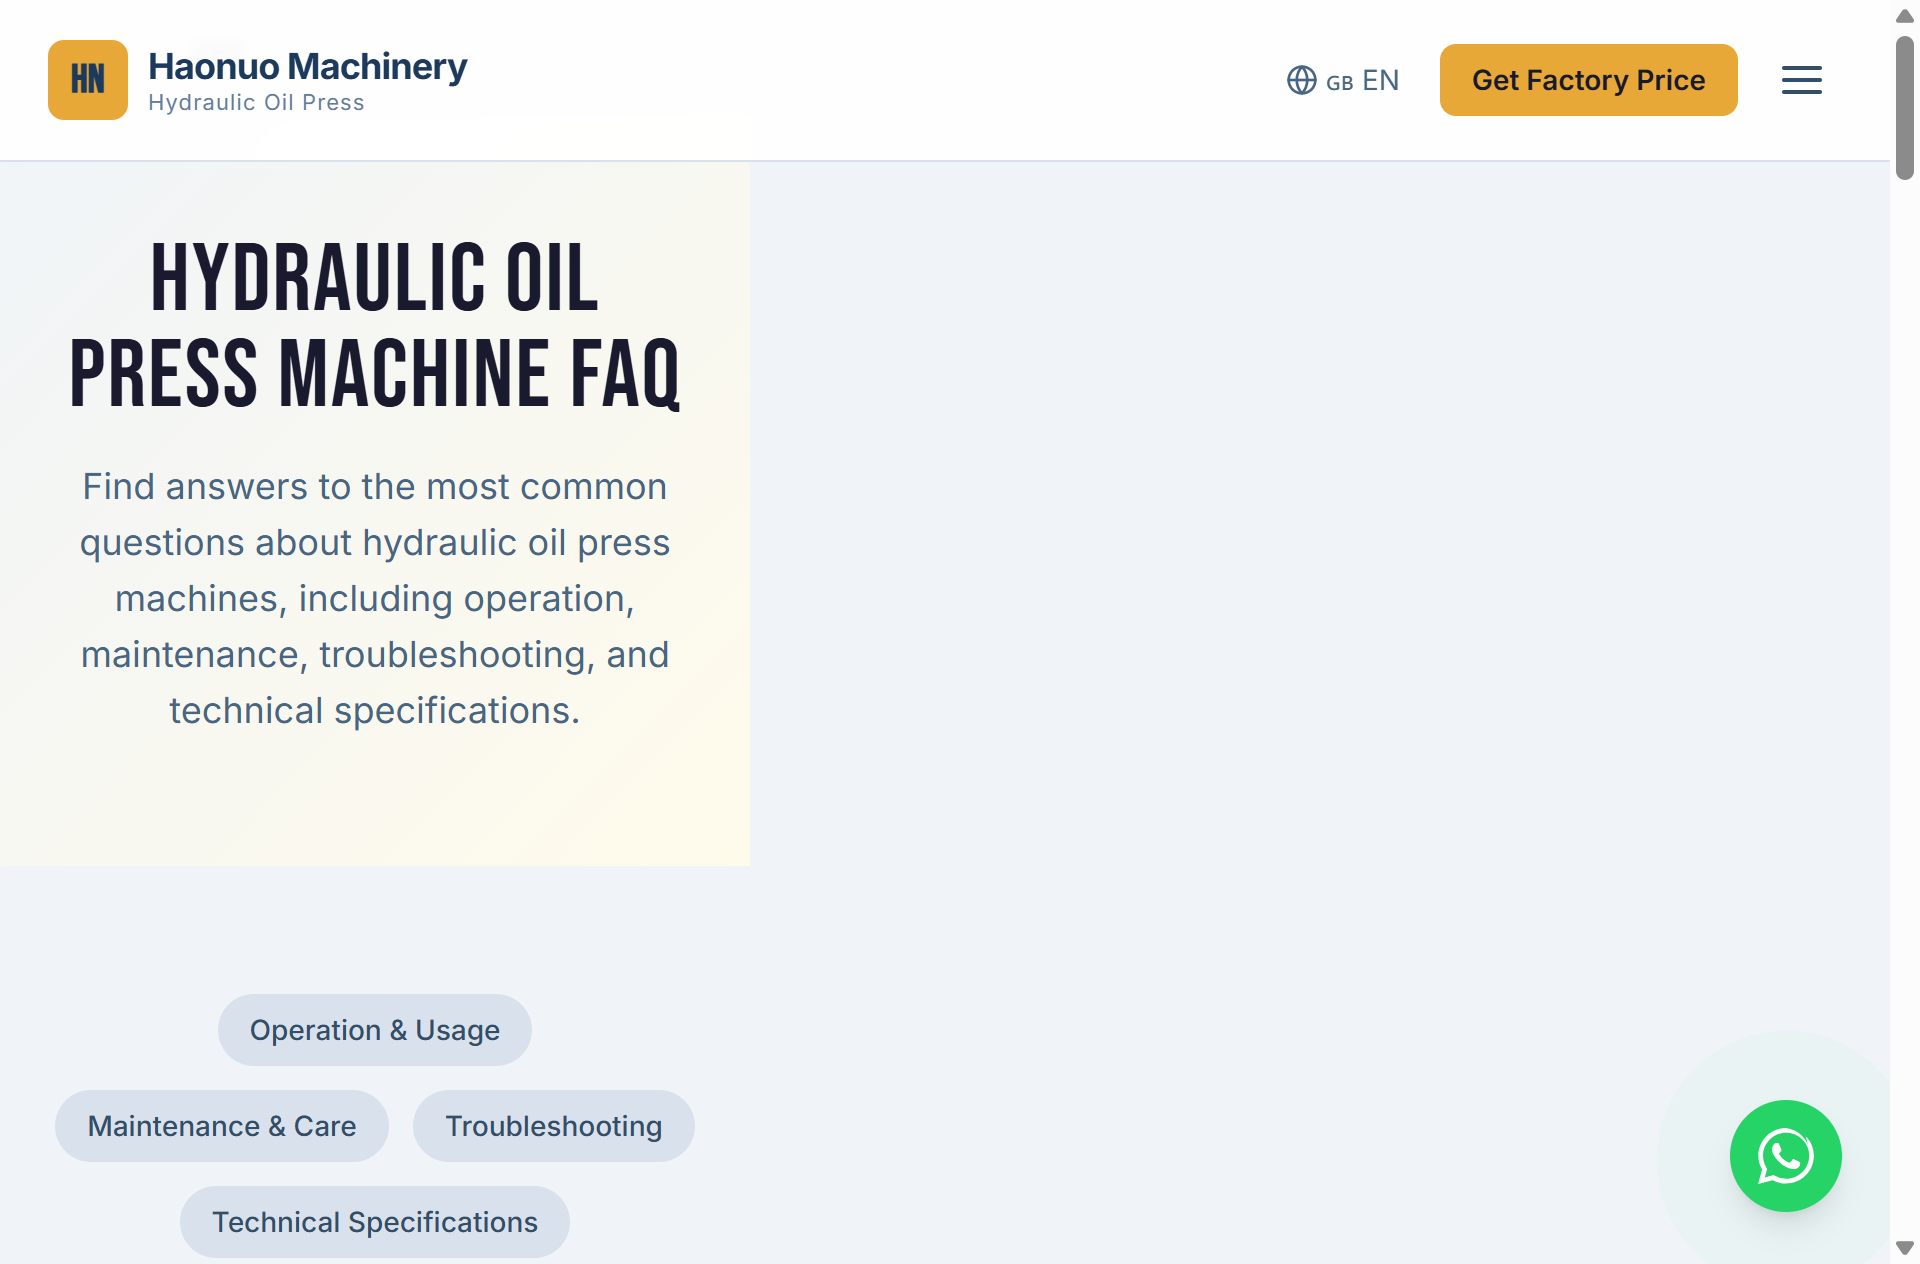 HN
Haonuo Machinery
Hydraulic Oil Press
GB EN
Get Factory Price
HYDRAULIC OIL
PRESS MACHINE FAQ
Find answers to the most common
questions about hydraulic oil press
machines, including operation,
maintenance, troubleshooting, and
technical specifications.
Operation & Usage
Maintenance & Care
Troubleshooting
Technical Specifications